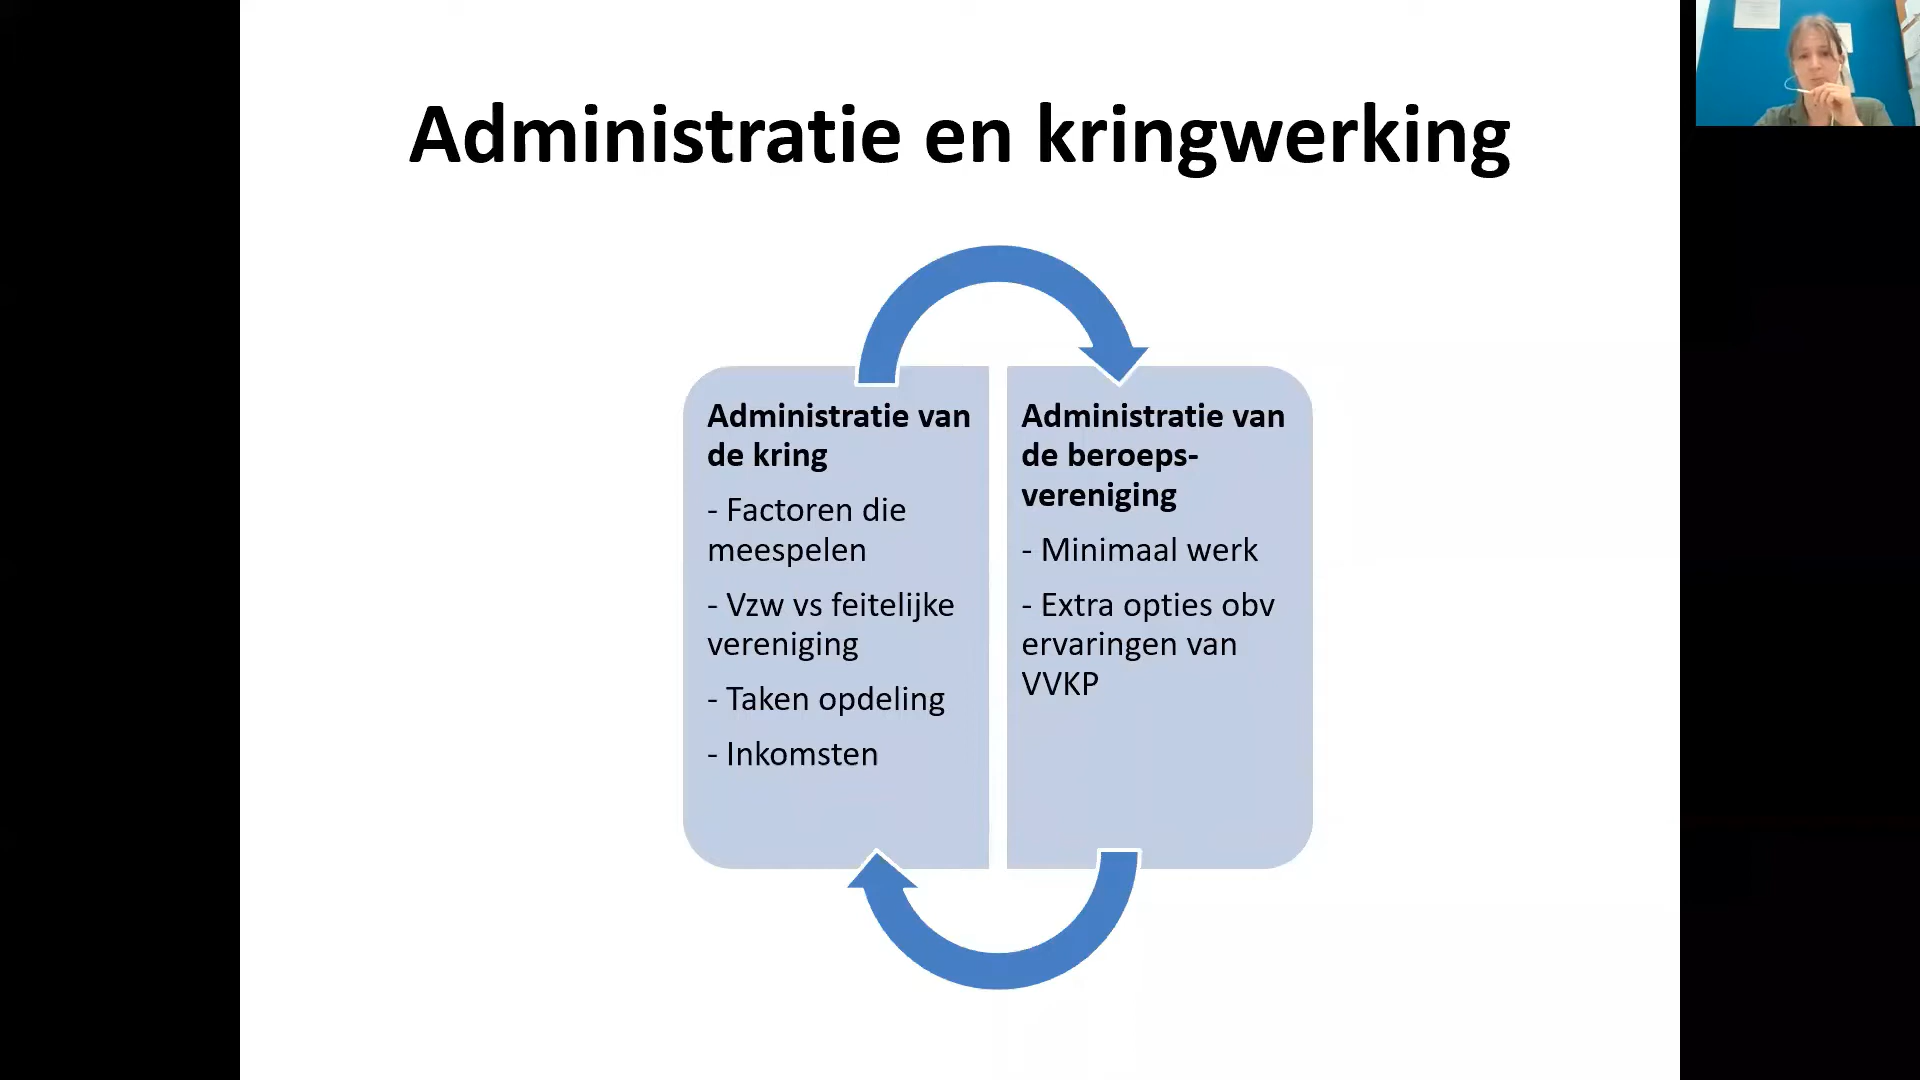 Administratie en kringwerking
Administratie van
de kring
- Factoren die
meespelen
- Vzw vs feitelijke
vereniging
- Taken opdeling
- Inkomsten
Administratie van
de beroeps-
vereniging
- Minimaal werk
- Extra opties obv
ervaringen van
VVKP